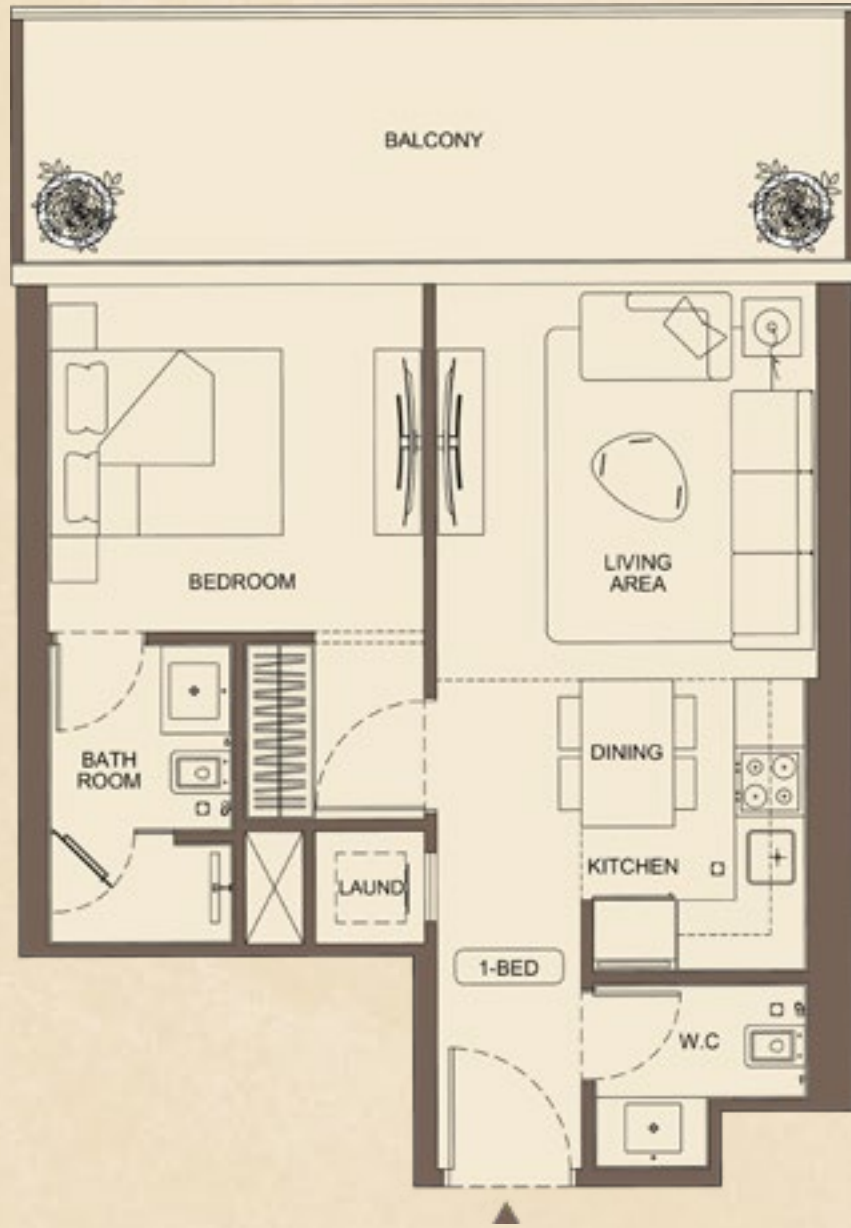 BALCONY
BEDROOM
LIVING
AREA
BATH
ROOM
DINING
KITCHEN
LAUND
1-BED
W.C